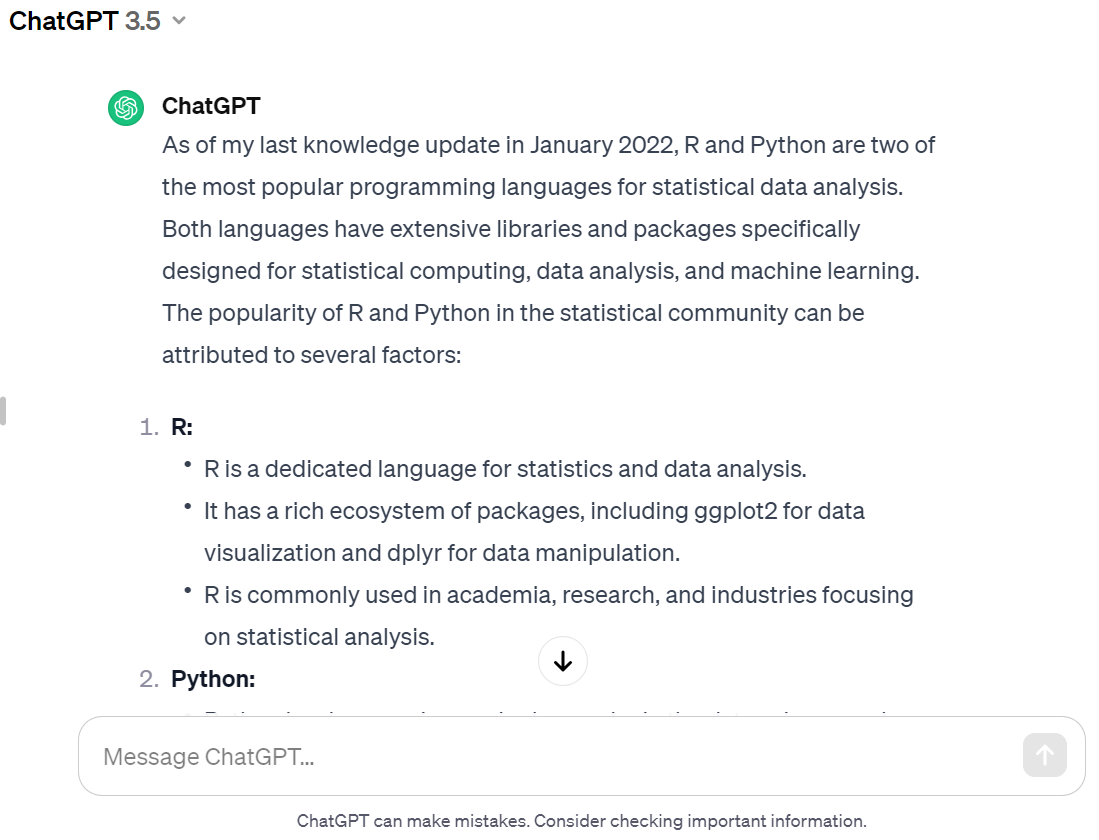 ChatGPT 3.5
ChatGPT
As of my last knowledge update in January 2022, R and Python are two of
the most popular programming languages for statistical data analysis.
Both languages have extensive libraries and packages specifically
designed for statistical computing, data analysis, and machine learning.
The popularity of R and Python in the statistical community can be
attributed to several factors:
1. R:
• R is a dedicated language for statistics and data analysis.
• It has a rich ecosystem of packages, including ggplot2 for data
visualization and dplyr for data manipulation.
• R is commonly used in academia, research, and industries focusing
on statistical analysis.
2. Python:
Message ChatGPT...
ChatGPT can make mistakes. Consider checking important information.